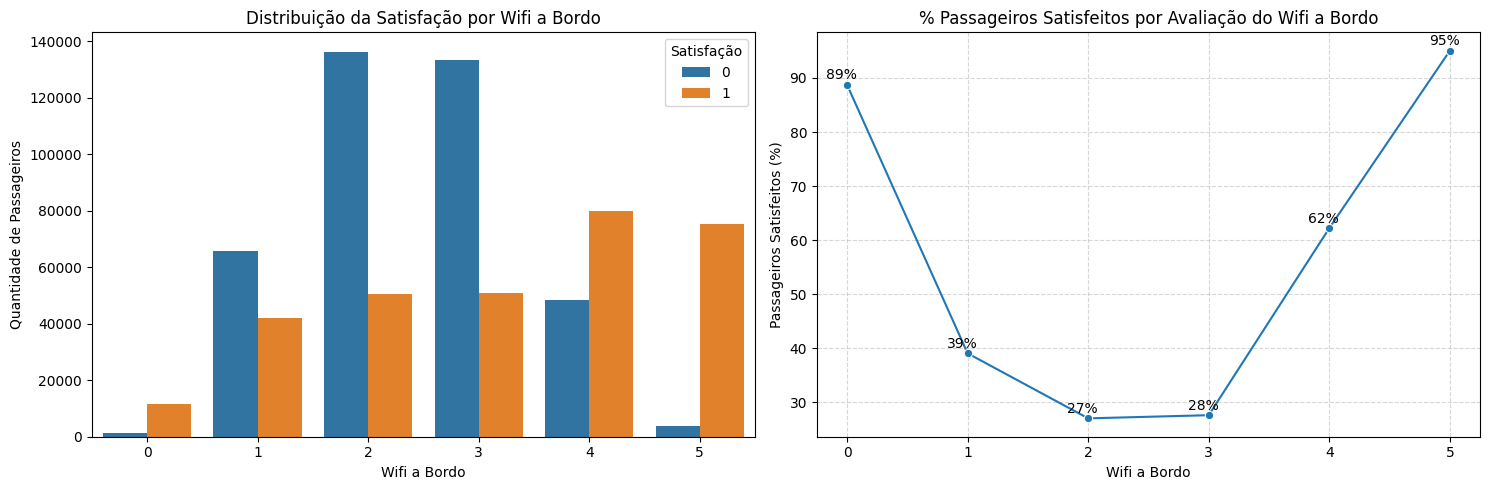 Distribuição da Satisfação por Wifi a Bordo
Quantidade de Passageiros
140000
120000
100000
80000
60000
40000
20000
0
Satisfação
0
1
0 1 2 3 4 5
Wifi a Bordo
% Passageiros Satisfeitos por Avaliação do Wifi a Bordo
Passageiros Satisfeitos (%)
90
80
70
60
50
40
30
89%
39%
27%
28%
62%
95%
0 1 2 3 4 5
Wifi a Bordo